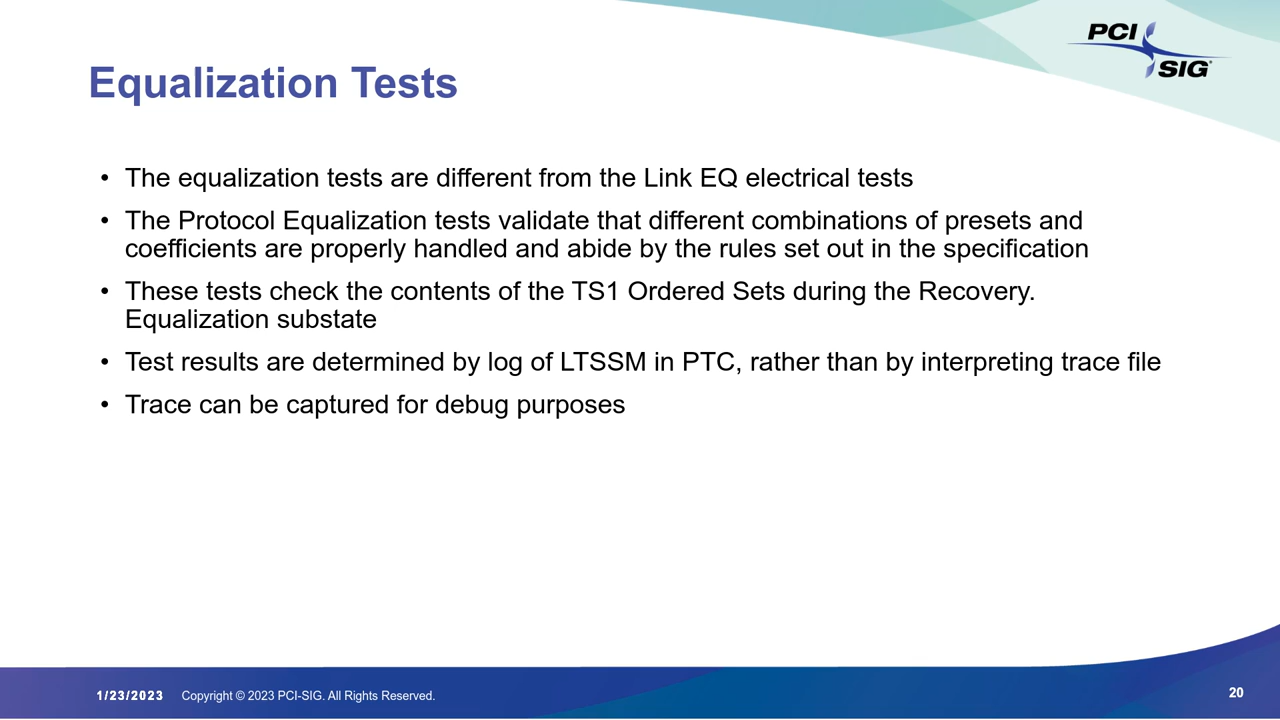 PCI
SIG
Equalization Tests
• The equalization tests are different from the Link EQ electrical tests
• The Protocol Equalization tests validate that different combinations of presets and
coefficients are properly handled and abide by the rules set out in the specification
• These tests check the contents of the TS1 Ordered Sets during the Recovery.
Equalization substate
• Test results are determined by log of LTSSM in PTC, rather than by interpreting trace file
• Trace can be captured for debug purposes
1/23/2023 Copyright © 2023 PCI-SIG. All Rights Reserved.
20